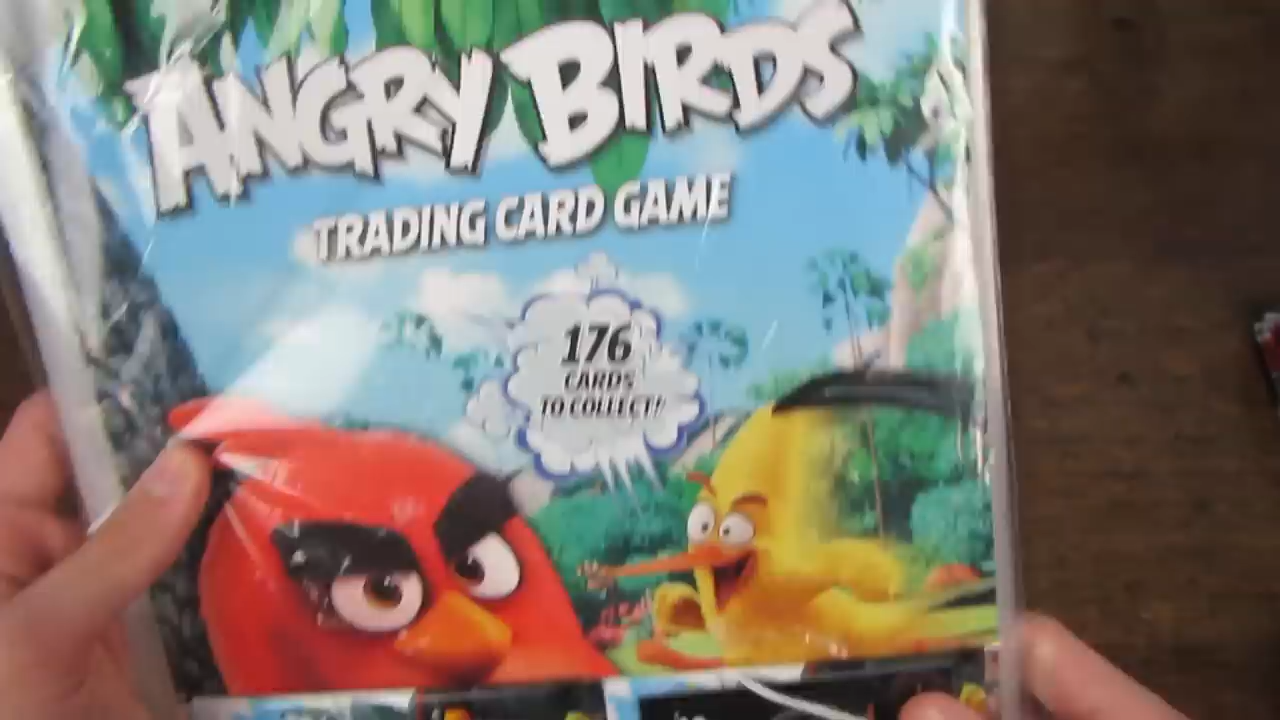 ANGRY BIRDS
TRADING CARD GAME
176
CARDS
TO COLLECT!